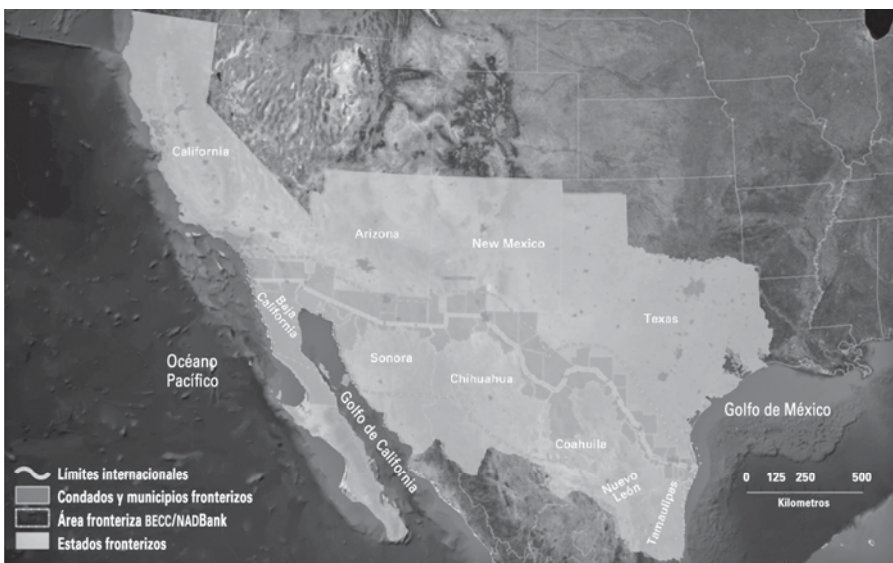 California
Arizona
New Mexico
Texas
Baja
California
Sonora
Chihuahua
Coahuila
Nuevo
León
Tamaulipas
Océano
Pacífico
Golfo de California
Golfo de México
Límites internacionales
Condados y municipios fronterizos
Área fronteriza BECC/NADBank
Estados fronterizos
0 125 250 500
Kilometros